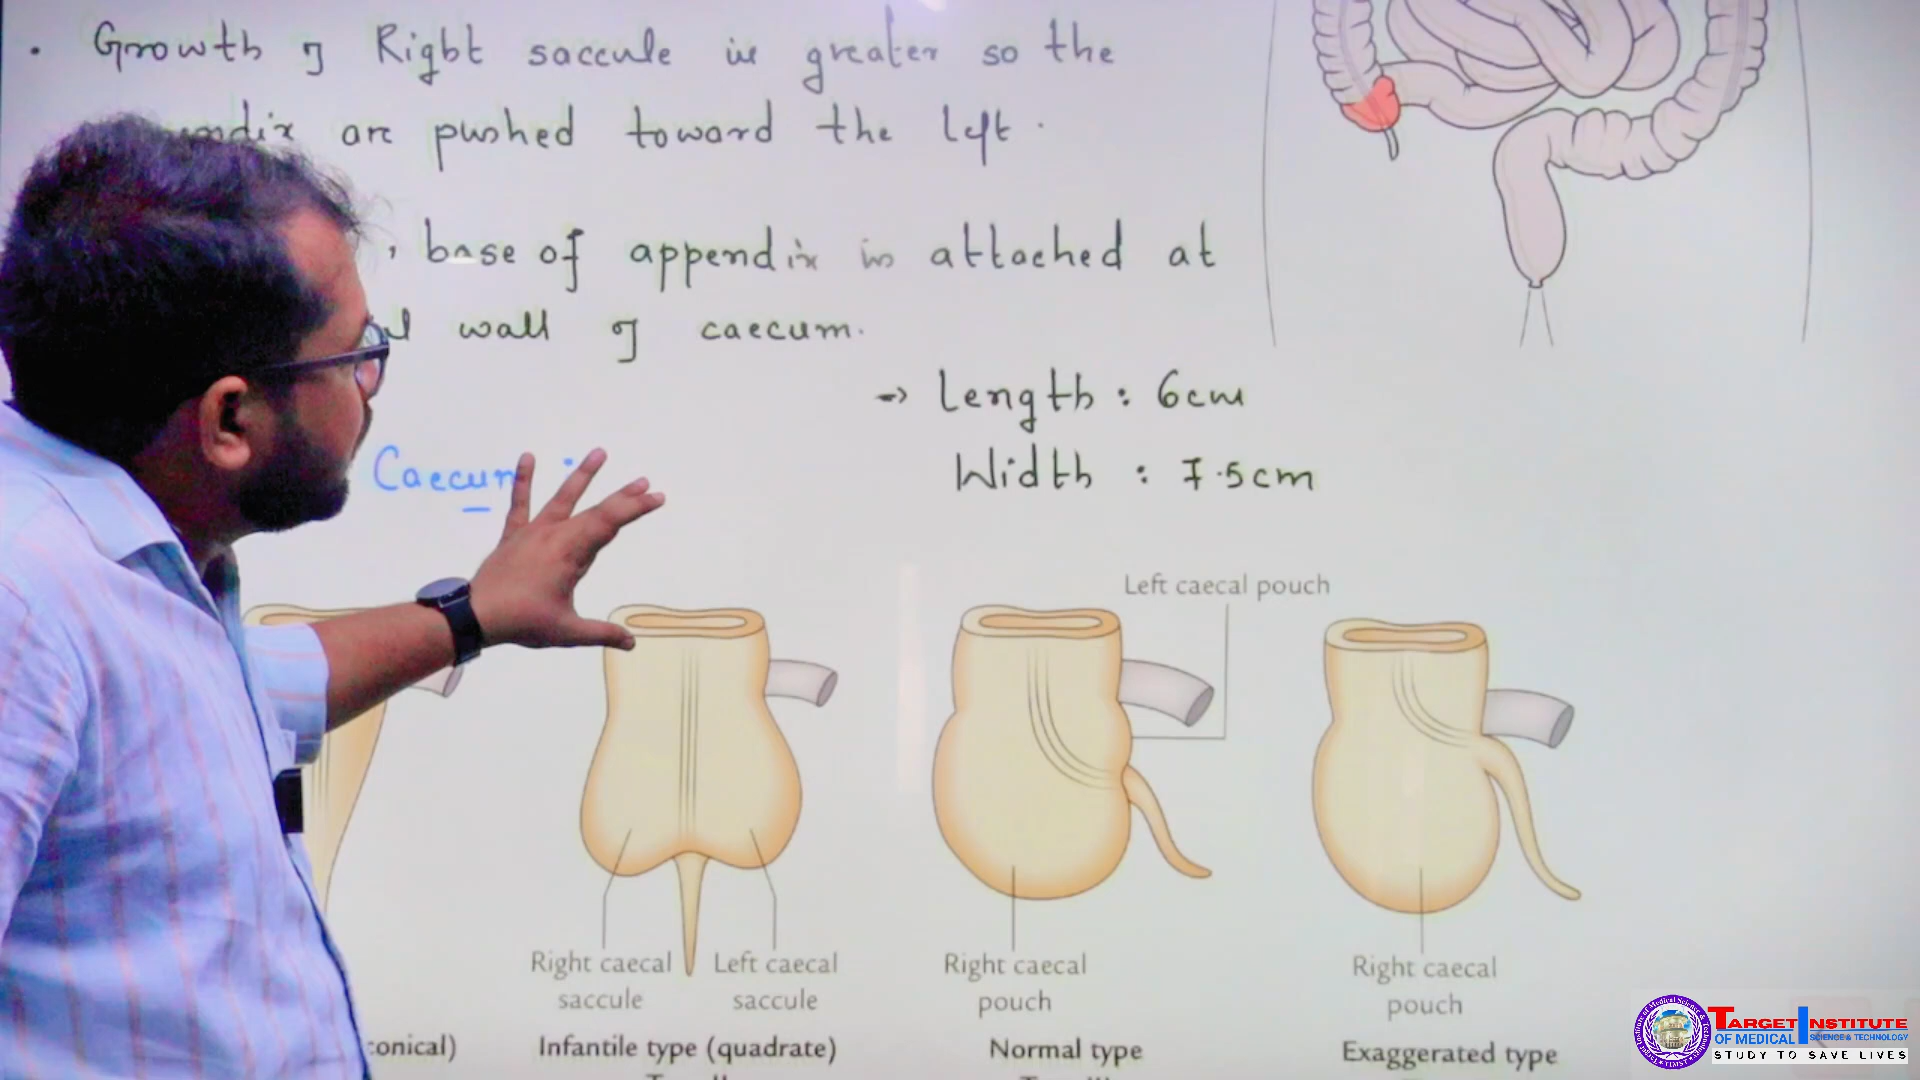 • Growth of Right saccule is greater so the
are pushed toward the left.
, base of appendix is attached at
wall of caecum.
→ Length : 6cm
Caecum :
Width : 7.5cm
Left caecal pouch
Right caecal saccule
Left caecal saccule
Right caecal pouch
Right caecal pouch
conical)
Infantile type (quadrate)
Normal type
Exaggerated type
TARGET INSTITUTE
OF MEDICAL SCIENCE & TECHNOLOGY
STUDY TO SAVE LIVES